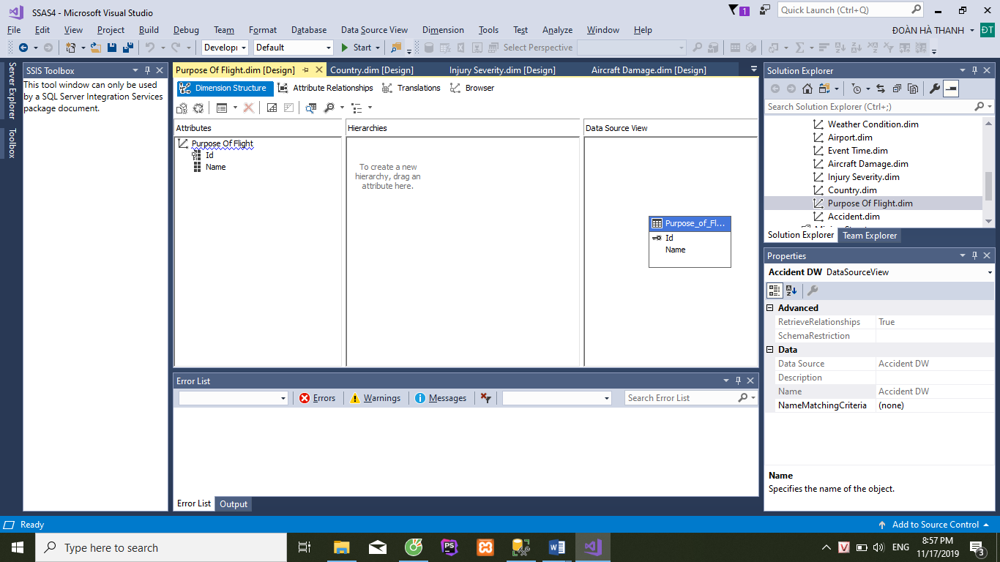 SSAS4 - Microsoft Visual Studio
1
Quick Launch (Ctrl+Q)
File Edit View Project Build Debug Team Format Database Data Source View Dimension Tools Test Analyze Window Help
ĐOÀN HÀ THANH
ĐT
Developi
Default
Start
Select Perspective
Server Explorer
Toolbox
SSIS Toolbox
This tool window can only be used
by a SQL Server Integration Services
package document.
Purpose Of Flight.dim [Design]
Country.dim [Design]
Injury Severity.dim [Design]
Aircraft Damage.dim [Design]
Dimension Structure
Attribute Relationships
Translations
Browser
Attributes
Purpose Of Flight
Id
Name
Hierarchies
To create a new
hierarchy, drag an
attribute here.
Data Source View
Purpose_of_Fl...
Id
Name
Error List
Errors
Warnings
Messages
Search Error List
Error List
Output
Solution Explorer
Search Solution Explorer (Ctrl+;)
Weather Condition.dim
Airport.dim
Event Time.dim
Aircraft Damage.dim
Injury Severity.dim
Country.dim
Purpose Of Flight.dim
Accident.dim
Solution Explorer
Team Explorer
Properties
Accident DW DataSourceView
Advanced
RetrieveRelationships True
SchemaRestriction
Data
Data Source Accident DW
Description
Name Accident DW
NameMatchingCriteria (none)
Name
Specifies the name of the object.
Ready
Add to Source Control
Type here to search
PS
W
V
ENG
8:57 PM
11/17/2019
3